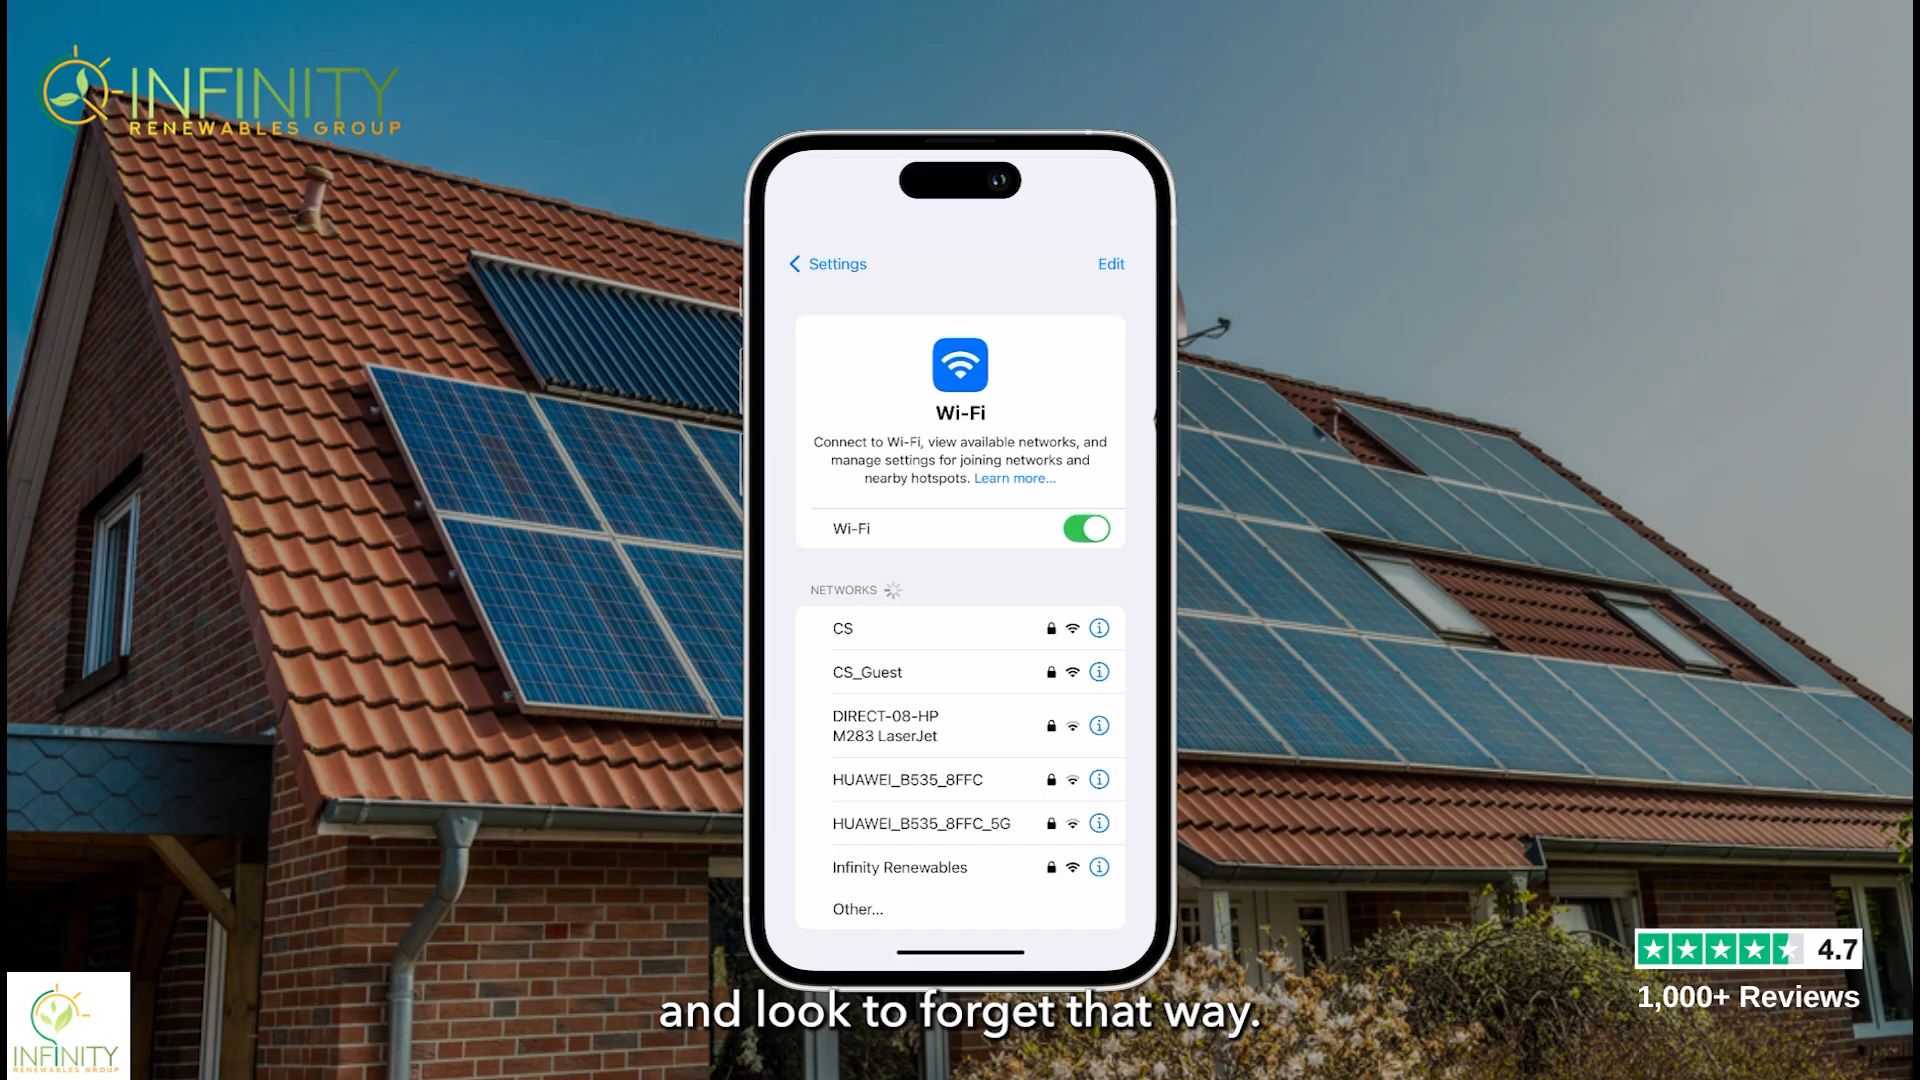 INFINITY
RENEWABLES GROUP
Settings
Edit
Wi-Fi
Connect to Wi-Fi, view available networks, and
manage settings for joining networks and
nearby hotspots. Learn more...
Wi-Fi
NETWORKS
CS
CS_Guest
DIRECT-08-HP
M283 LaserJet
HUAWEI_B535_8FFC
HUAWEI_B535_8FFC_5G
Infinity Renewables
Other...
4.7
1,000+ Reviews
and look to forget that way.
INFINITY
RENEWABLES GROUP